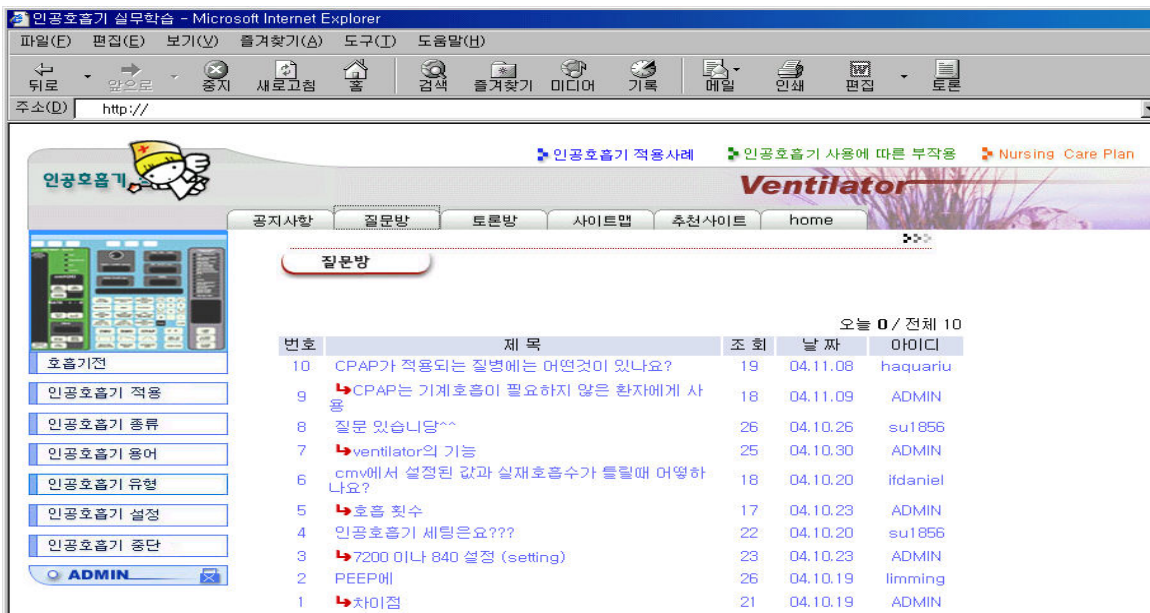 인공호흡기 실무학습 - Microsoft Internet Explorer
파일(F) 편집(E) 보기(V) 즐겨찾기(A) 도구(T) 도움말(H)
뒤로 앞으로 중지 새로고침 홈 검색 즐겨찾기 미디어 기록 메일 인쇄 편집 토론
주소(D) http://
인공호흡기 적용사례 인공호흡기 사용에 따른 부작용 Nursing Care Plan
인공호흡기
Ventilator
공지사항 질문방 토론방 사이트맵 추천사이트 home
질문방
오늘 0 / 전체 10
번호 제 목 조 회 날 짜 아이디
10 CPAP가 적용되는 질병에는 어떤것이 있나요? 19 04.11.08 haquariu
9 CPAP는 기계호흡이 필요하지 않은 환자에게 사
용 18 04.11.09 ADMIN
8 질문 있습니당^^ 26 04.10.26 su1856
7 ventilator의 기능 25 04.10.30 ADMIN
6 cmv에서 설정된 값과 실재호흡수가 틀릴때 어떻하
나요? 18 04.10.20 ifdaniel
5 호흡 횟수 17 04.10.23 ADMIN
4 인공호흡기 세팅은요??? 22 04.10.20 su1856
3 7200 이나 840 설정 (setting) 23 04.10.23 ADMIN
2 PEEP에 26 04.10.19 limming
1 차이점 21 04.10.19 ADMIN
호흡기전
인공호흡기 적용
인공호흡기 종류
인공호흡기 용어
인공호흡기 유형
인공호흡기 설정
인공호흡기 중단
ADMIN